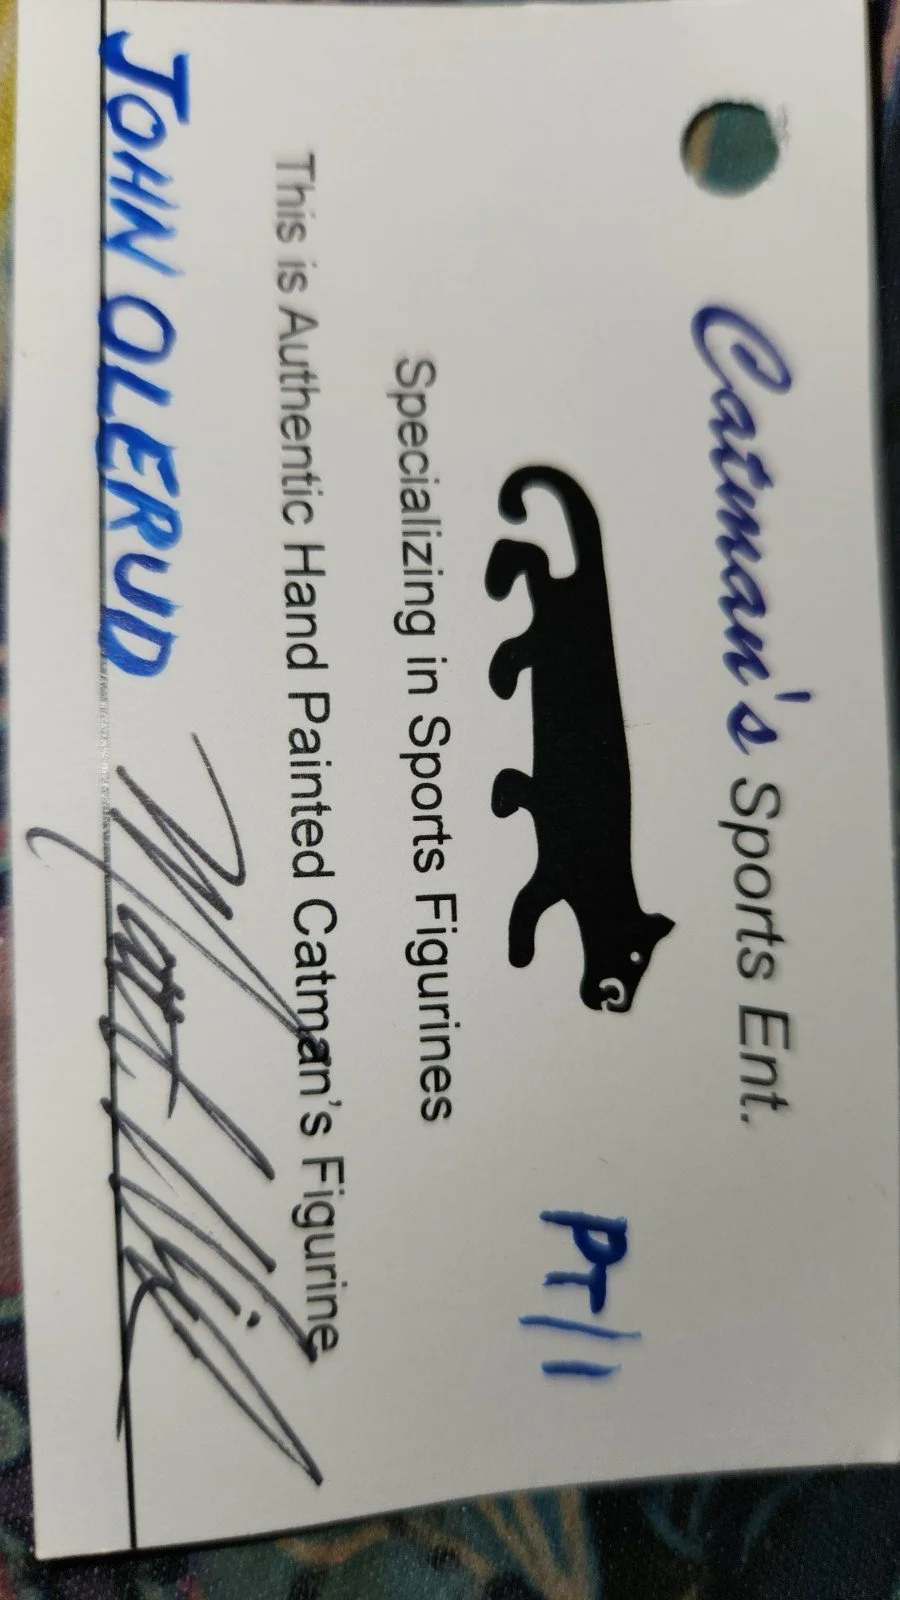 Catman's Sports Ent.
PT/1
Specializing in Sports Figurines
This is Authentic Hand Painted Catman's Figurine
JOHN OLERUD